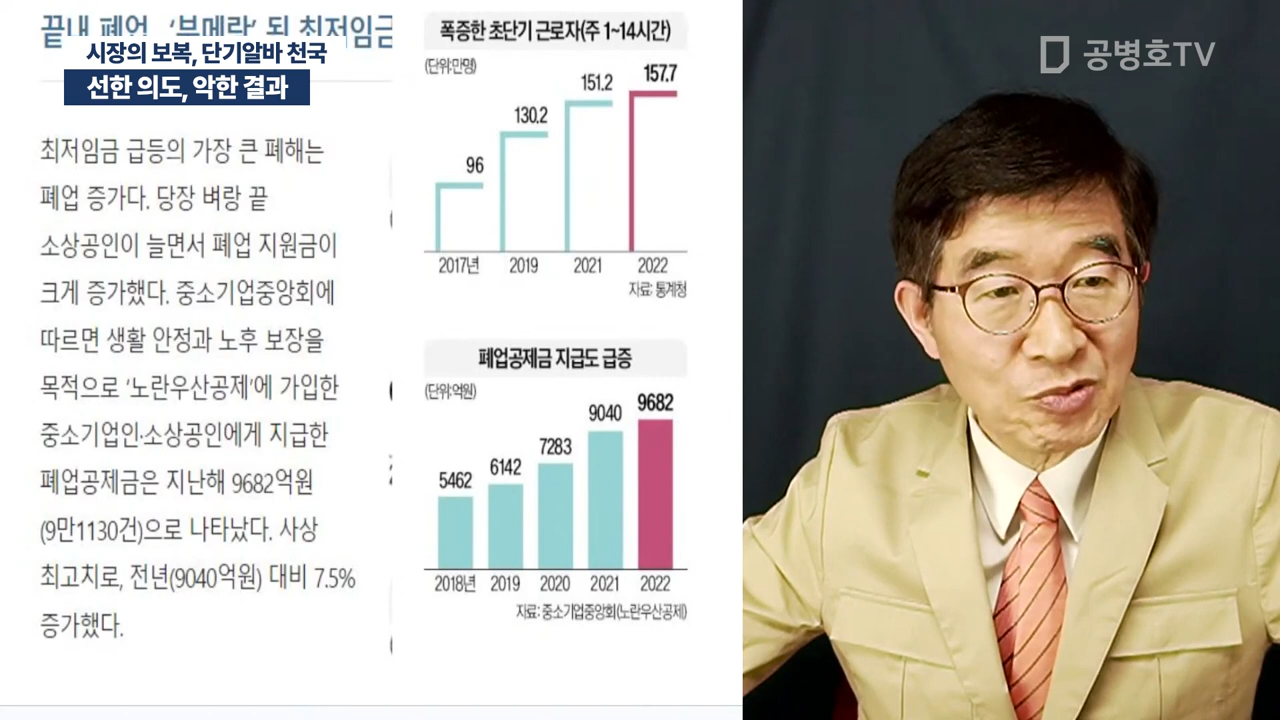 끝내 폐업…'부메랑' 된 최저임금
시장의 보복, 단기알바 천국
선한 의도, 악한 결과
최저임금 급등의 가장 큰 폐해는
폐업 증가다. 당장 벼랑 끝
소상공인이 늘면서 폐업 지원금이
크게 증가했다. 중소기업중앙회에
따르면 생활 안정과 노후 보장을
목적으로 '노란우산공제'에 가입한
중소기업인·소상공인에게 지급한
폐업공제금은 지난해 9682억원
(9만1130건)으로 나타났다. 사상
최고치로, 전년(9040억원) 대비 7.5%
증가했다.
폭증한 초단기 근로자(주 1~14시간)
(단위:만명)
96
130.2
151.2
157.7
2017년 2019 2021 2022
자료: 통계청
폐업공제금 지급도 급증
(단위:억원)
5462
6142
7283
9040
9682
2018년 2019 2020 2021 2022
자료: 중소기업중앙회(노란우산공제)
공병호TV